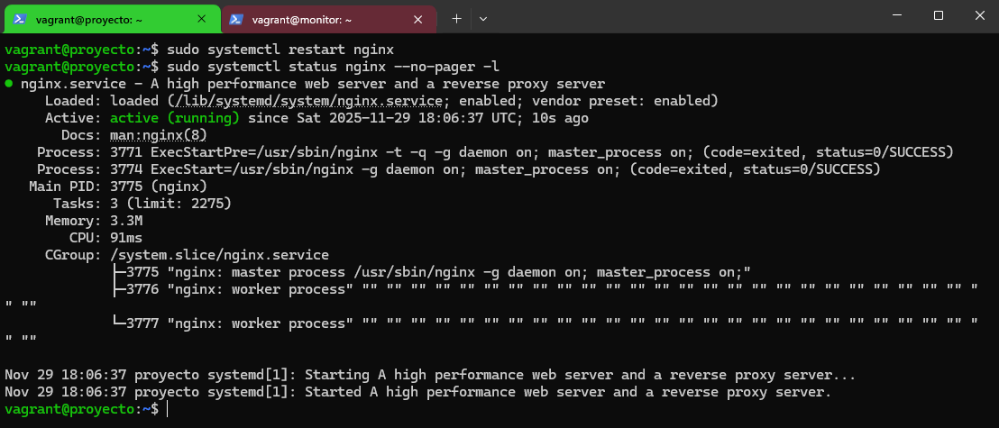 vagrant@proyecto: ~
vagrant@monitor: ~
vagrant@proyecto:~$ sudo systemctl restart nginx
vagrant@proyecto:~$ sudo systemctl status nginx --no-pager -l
● nginx.service - A high performance web server and a reverse proxy server
Loaded: loaded (/lib/systemd/system/nginx.service; enabled; vendor preset: enabled)
Active: active (running) since Sat 2025-11-29 18:06:37 UTC; 10s ago
Docs: man:nginx(8)
Process: 3771 ExecStartPre=/usr/sbin/nginx -t -q -g daemon on; master_process on; (code=exited, status=0/SUCCESS)
Process: 3774 ExecStart=/usr/sbin/nginx -g daemon on; master_process on; (code=exited, status=0/SUCCESS)
Main PID: 3775 (nginx)
Tasks: 3 (limit: 2275)
Memory: 3.3M
CPU: 91ms
CGroup: /system.slice/nginx.service
├─3775 "nginx: master process /usr/sbin/nginx -g daemon on; master_process on;"
├─3776 "nginx: worker process" "" "" "" "" "" "" "" "" "" "" "" "" "" "" "" "" "" "" "" "" "" "" "" "" "" "
" ""
└─3777 "nginx: worker process" "" "" "" "" "" "" "" "" "" "" "" "" "" "" "" "" "" "" "" "" "" "" "" "" "" "
" ""
Nov 29 18:06:37 proyecto systemd[1]: Starting A high performance web server and a reverse proxy server...
Nov 29 18:06:37 proyecto systemd[1]: Started A high performance web server and a reverse proxy server.
vagrant@proyecto:~$